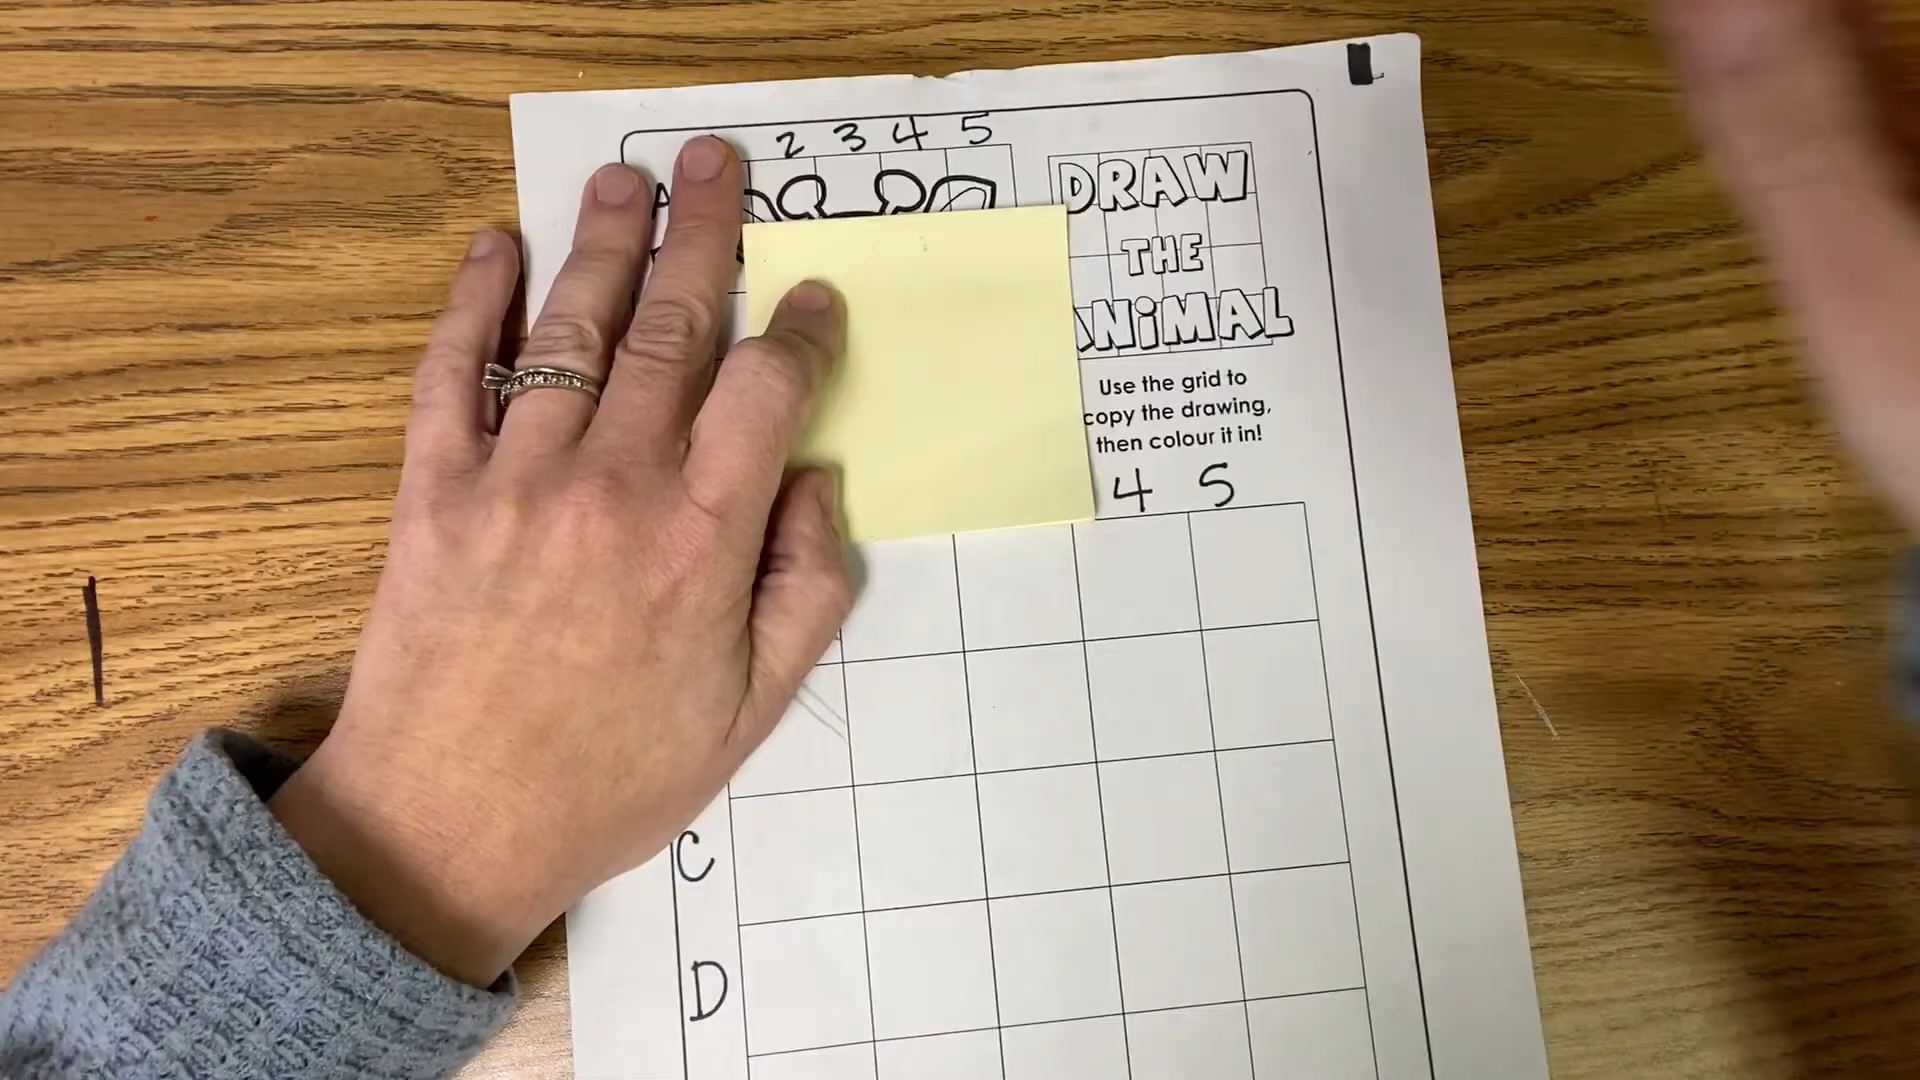 2 3 4 5
A
DRAW
THE
ANiMAL
Use the grid to
copy the drawing,
then colour it in!
4 5
C
D